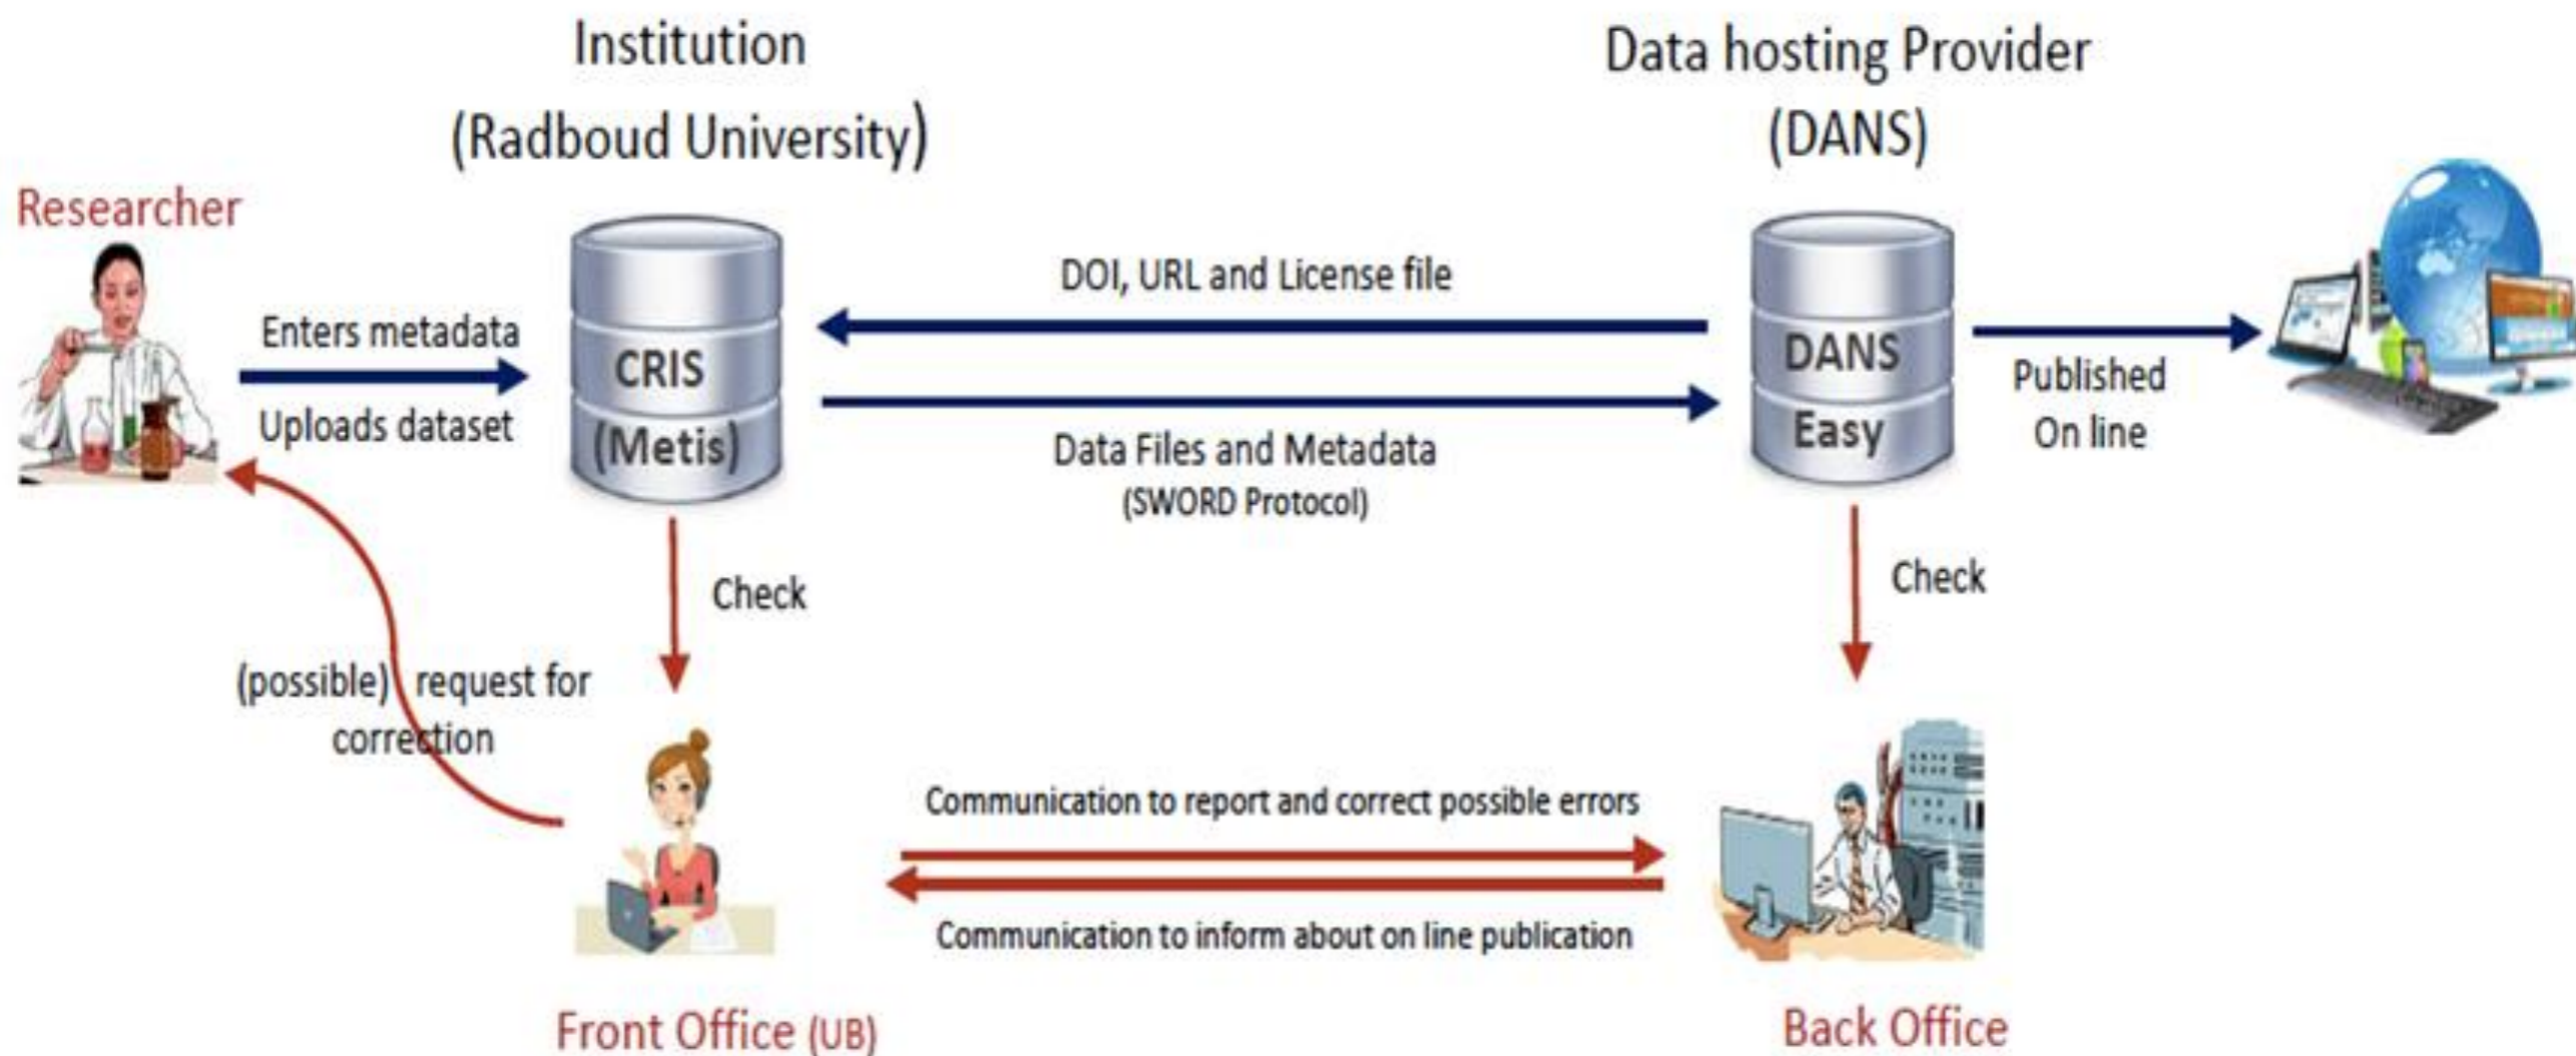 Institution
(Radboud University)
Data hosting Provider
(DANS)
Researcher
Enters metadata
Uploads dataset
CRIS
(Metis)
DOI, URL and License file
Data Files and Metadata
(SWORD Protocol)
DANS
Easy
Published
On line
Check
Check
(possible) request for
correction
Communication to report and correct possible errors
Communication to inform about on line publication
Front Office (UB)
Back Office